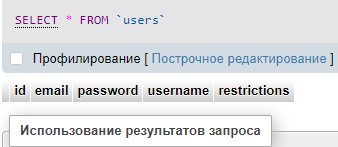 SELECT * FROM `users`
Профилирование [ Построчное редактирование ]
id email password username restrictions
Использование результатов запроса